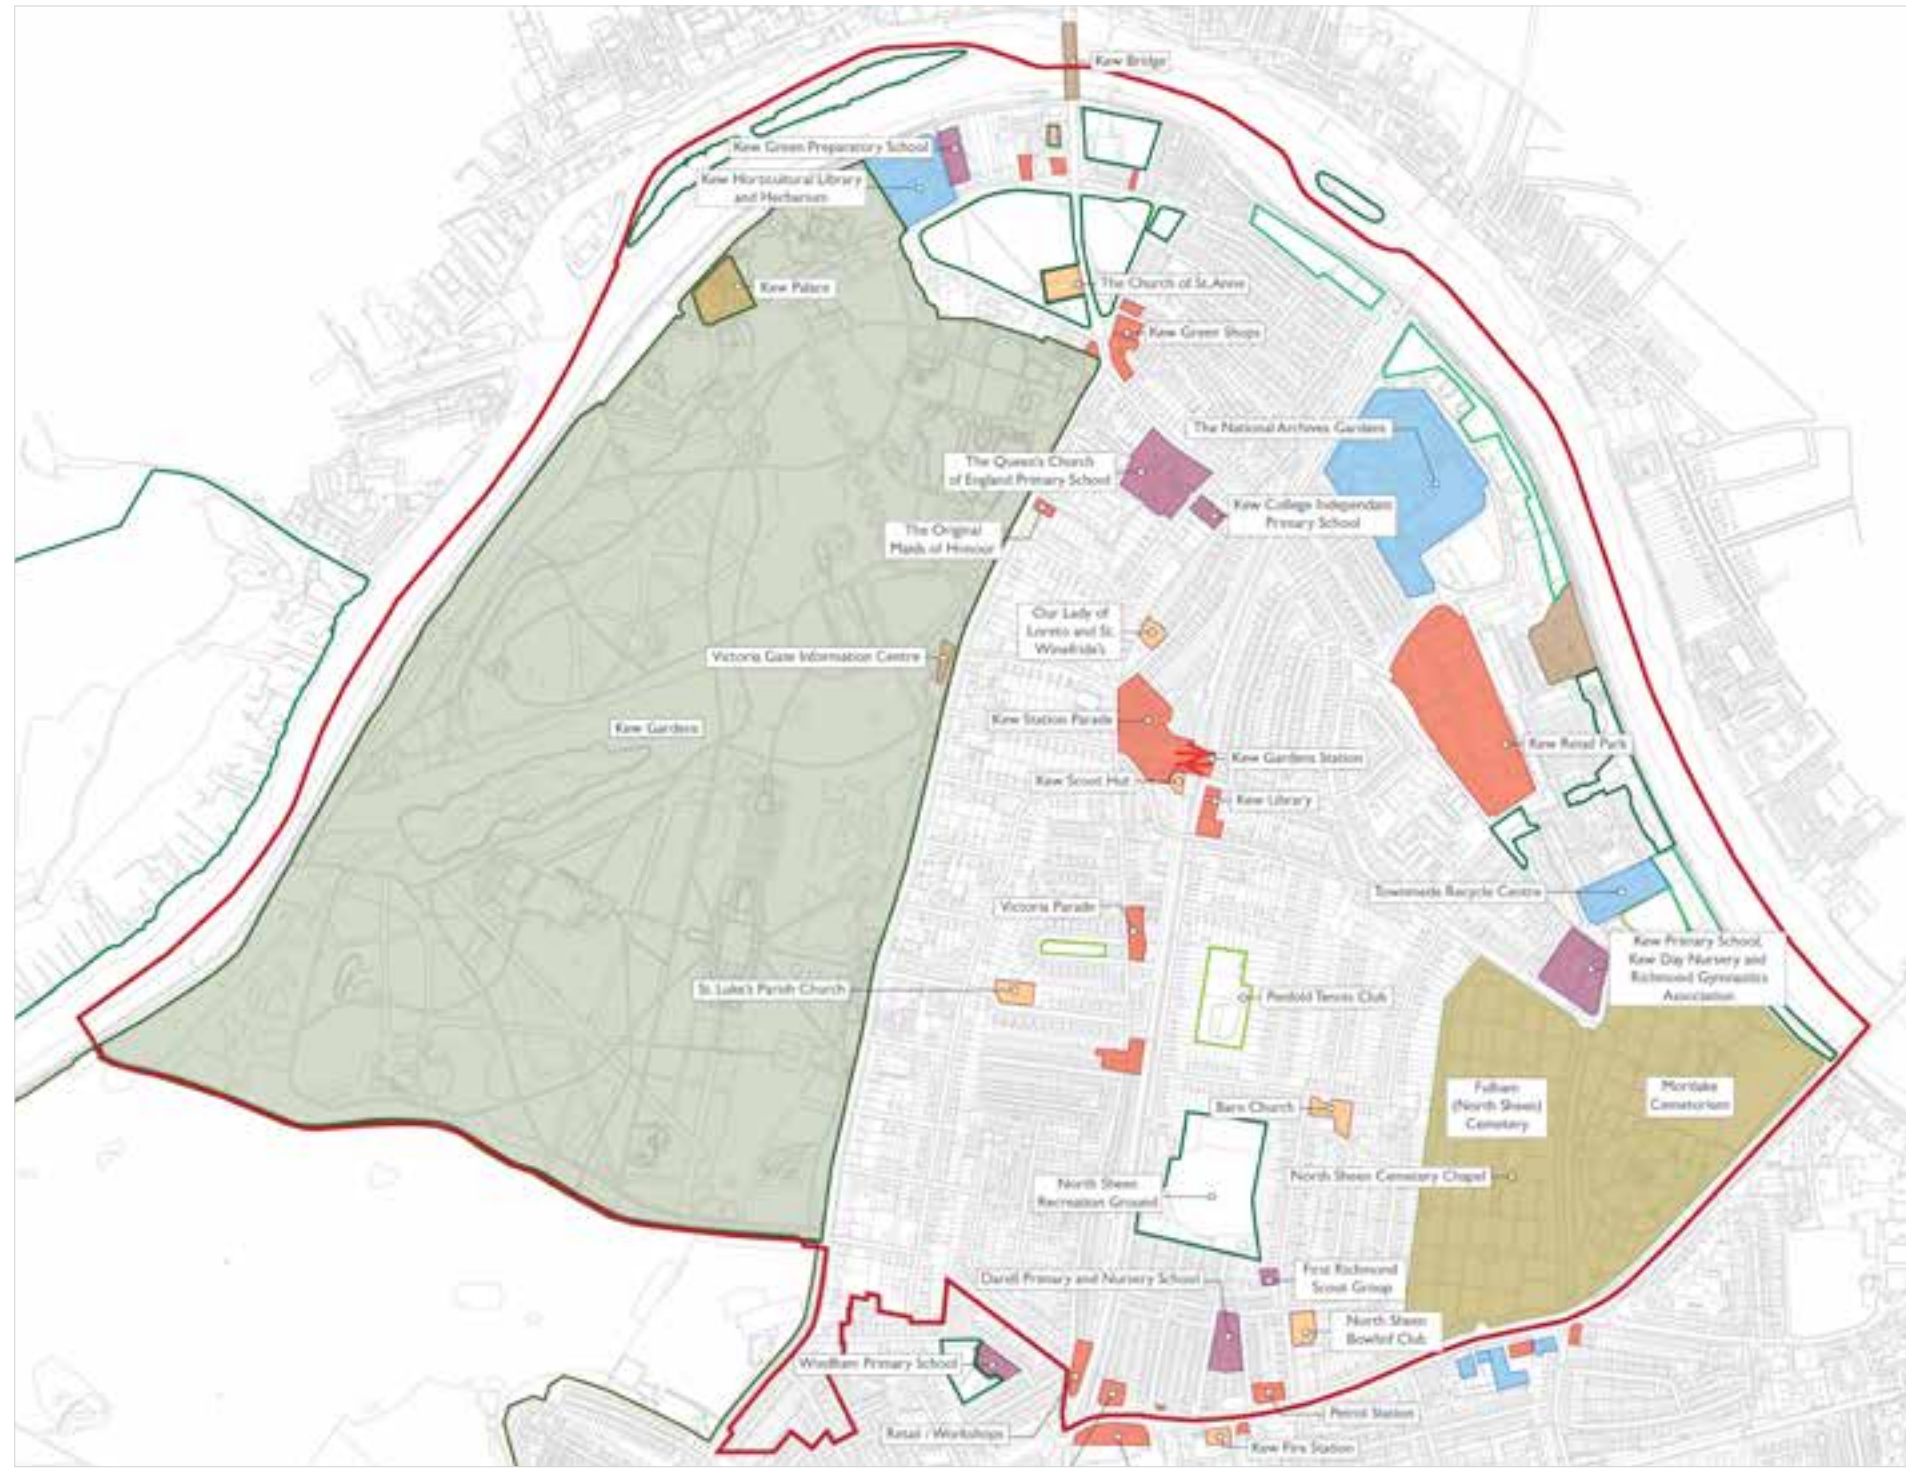 Kew Bridge
Kew Green Preparatory School
Kew Horticultural Library
and Herbarium
Kew Palace
The Church of St. Anne
Kew Green Shops
The National Archives Gardens
The Queen's Church
of England Primary School
Kew College Independent
Primary School
The Original
Maids of Honour
Our Lady of
Loreto and St.
Winefride's
Victoria Gate Information Centre
Kew Gardens
Kew Station Parade
Kew Retail Park
Kew Gardens Station
Kew Scout Hut
Kew Library
Townmede Recycle Centre
Victoria Parade
Kew Primary School,
Kew Day Nursery and
Richmond Gymnastics
Association
St. Luke's Parish Church
Pensford Tennis Club
Fulham
(North Sheen)
Cemetery
Mortlake
Crematorium
Barn Church
North Sheen Cemetery Chapel
North Sheen
Recreation Ground
Darell Primary and Nursery School
First Richmond
Scout Group
North Sheen
Bowling Club
Windham Primary School
Petrol Station
Retail / Workshops
Kew Fire Station